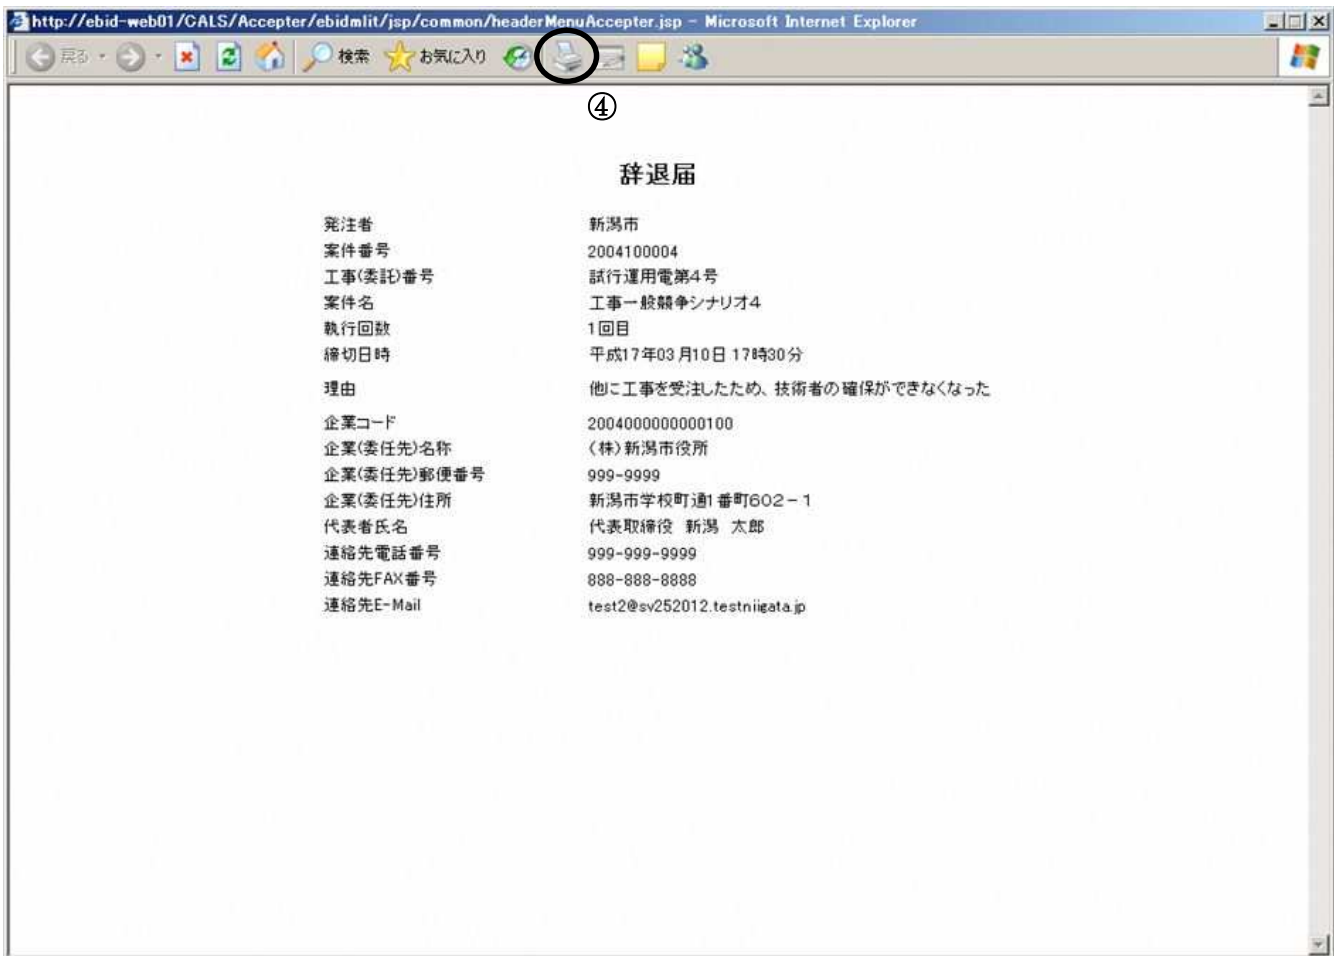 http://ebid-web01/CALS/Accepter/ebidmlit/jsp/common/headerMenuAccepter.jsp - Microsoft Internet Explorer
戻る 検索 お気に入り
④
辞退届
発注者 新潟市
案件番号 2004100004
工事(委託)番号 試行運用電第4号
案件名 工事一般競争シナリオ4
執行回数 1回目
締切日時 平成17年03月10日 17時30分
理由 他に工事を受注したため、技術者の確保ができなくなった
企業コード 2004000000000100
企業(委任先)名称 (株)新潟市役所
企業(委任先)郵便番号 999-9999
企業(委任先)住所 新潟市学校町通1番町602-1
代表者氏名 代表取締役 新潟 太郎
連絡先電話番号 999-999-9999
連絡先FAX番号 888-888-8888
連絡先E-Mail test2@sv252012.testniigata.jp